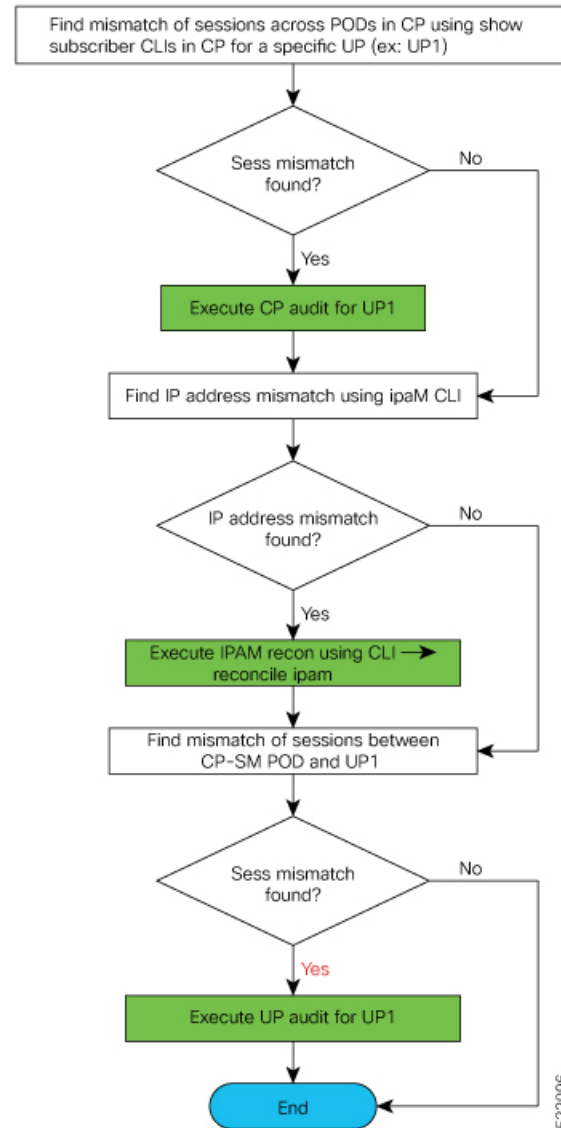 Find mismatch of sessions across PODs in CP using show
subscriber CLIs in CP for a specific UP (ex: UP1)
Sess mismatch
found?
No
Yes
Execute CP audit for UP1
Find IP address mismatch using ipaM CLI
IP address mismatch
found?
No
Yes
Execute IPAM recon using CLI →
reconcile ipam
Find mismatch of sessions between
CP-SM POD and UP1
Sess mismatch
found?
No
Yes
Execute UP audit for UP1
End